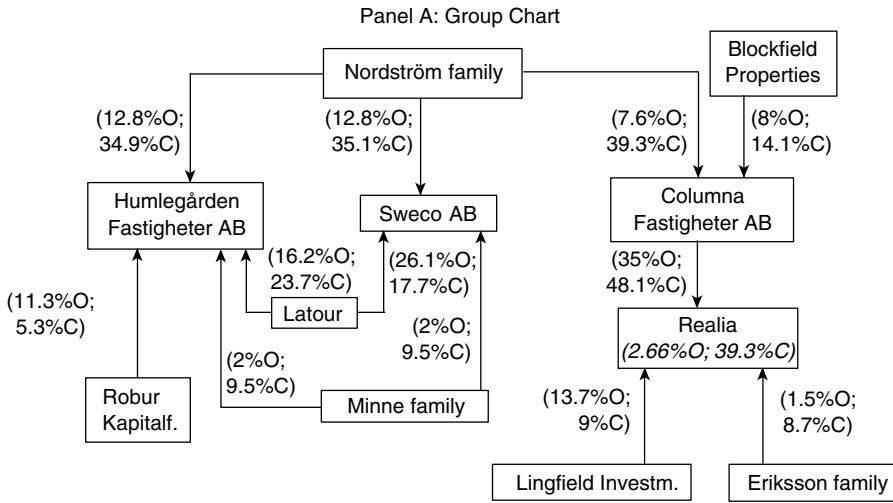 Panel A: Group Chart
Nordström family
Blockfield
Properties
(12.8%O;
34.9%C)
(12.8%O;
35.1%C)
(7.6%O;
39.3%C)
(8%O;
14.1%C)
Humlegården
Fastigheter AB
Sweco AB
Columna
Fastigheter AB
(16.2%O;
23.7%C)
(26.1%O;
17.7%C)
(35%O;
48.1%C)
(11.3%O;
5.3%C)
Latour
Realia
(2.66%O; 39.3%C)
(2%O;
9.5%C)
(2%O;
9.5%C)
Robur
Kapitalf.
Minne family
(13.7%O;
9%C)
(1.5%O;
8.7%C)
Lingfield Investm.
Eriksson family